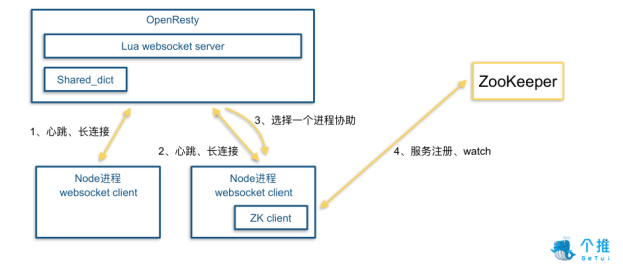 OpenResty
Lua websocket server
Shared_dict
ZooKeeper
3、选择一个进程协助
1、心跳、长连接
2、心跳、长连接
4、服务注册、watch
Node进程
websocket client
Node进程
websocket client
ZK client
个推
GeTui